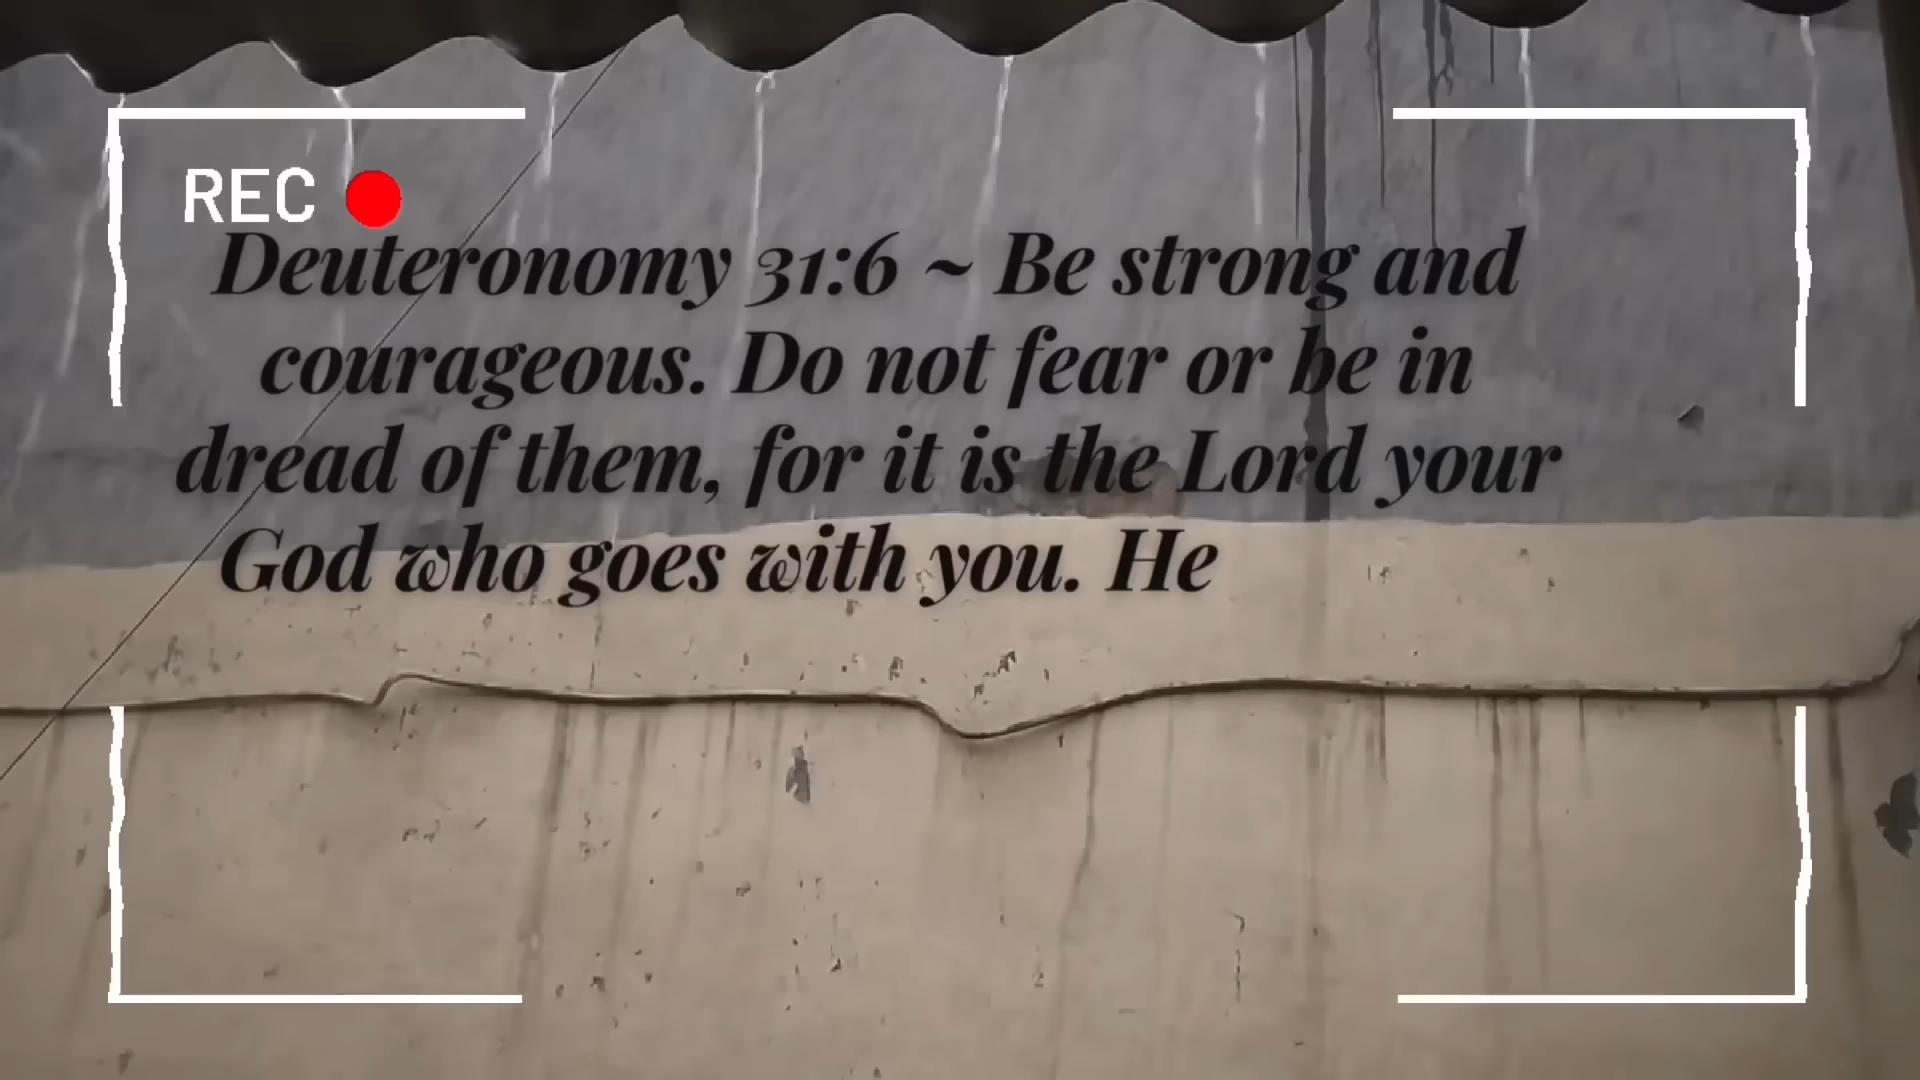 REC
Deuteronomy 31:6 ~ Be strong and
courageous. Do not fear or be in
dread of them, for it is the Lord your
God who goes with you. He